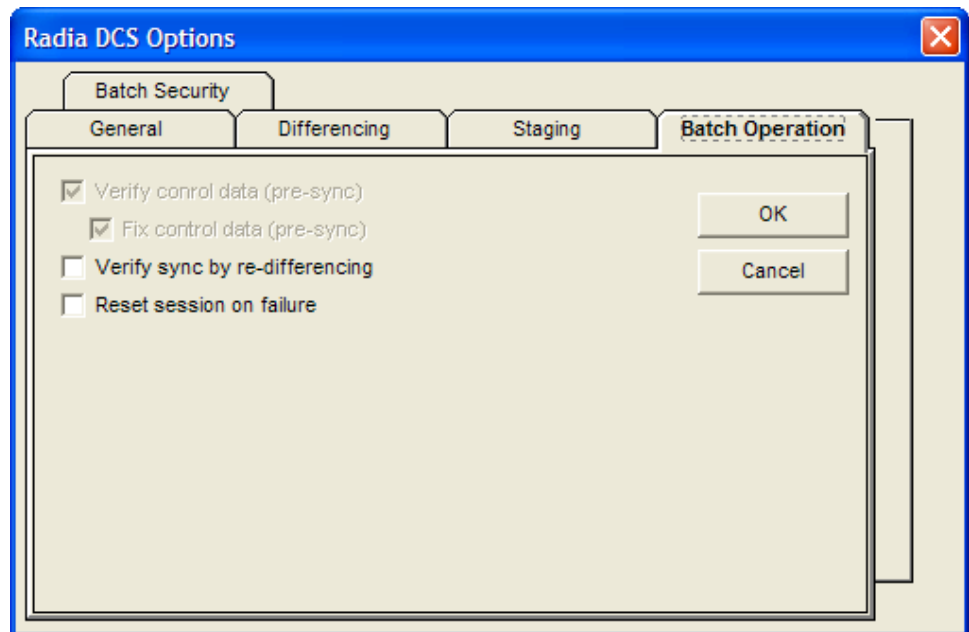 Radia DCS Options
Batch Security
General Differencing Staging Batch Operation
Verify conrol data (pre-sync)
Fix control data (pre-sync)
Verify sync by re-differencing
Reset session on failure
OK
Cancel